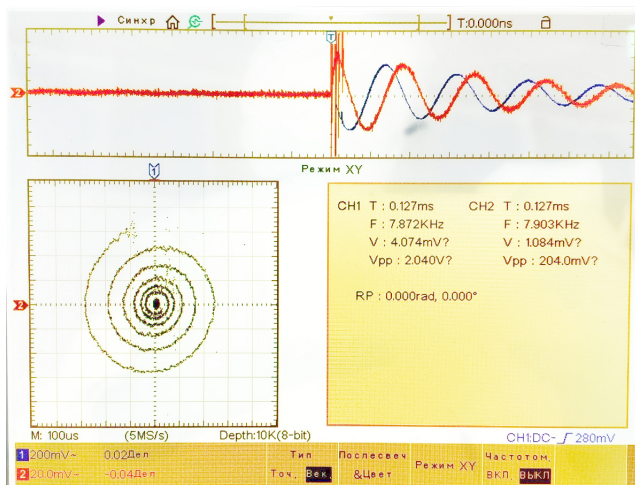 Синхр T:0.000ns
T
2
Режим XY
1
CH1 T : 0.127ms CH2 T : 0.127ms
F : 7.872KHz F : 7.903KHz
V : 4.074mV? V : 1.084mV?
Vpp : 2.040V? Vpp : 204.0mV?
RP : 0.000rad, 0.000°
2
M: 100us (5MS/s) Depth:10K(8-bit) CH1:DC- 280mV
1 200mV~ 0.02Дел Тип Послесвеч Режим XY Частотом.
2 20.0mV~ -0.04Дел Точ. Век. &Цвет ВКЛ. ВЫКЛ